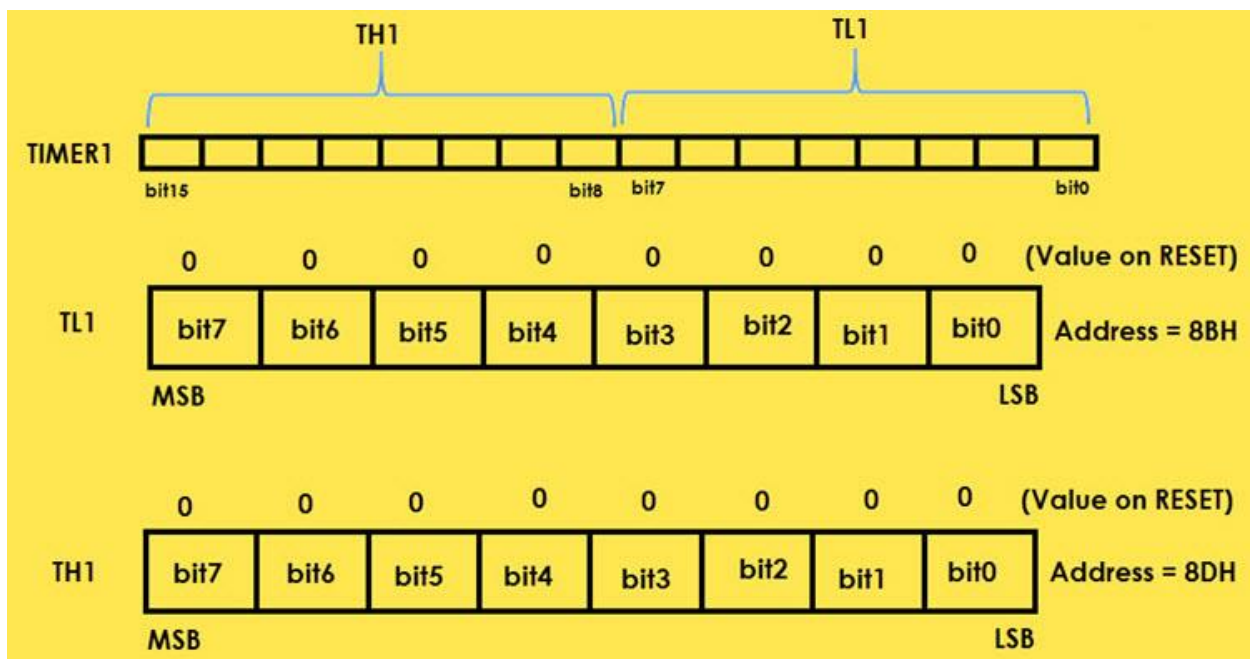 TH1 TL1
TIMER1
bit15 bit8 bit7 bit0
0 0 0 0 0 0 0 0 (Value on RESET)
TL1 bit7 bit6 bit5 bit4 bit3 bit2 bit1 bit0 Address = 8BH
MSB LSB
0 0 0 0 0 0 0 0 (Value on RESET)
TH1 bit7 bit6 bit5 bit4 bit3 bit2 bit1 bit0 Address = 8DH
MSB LSB